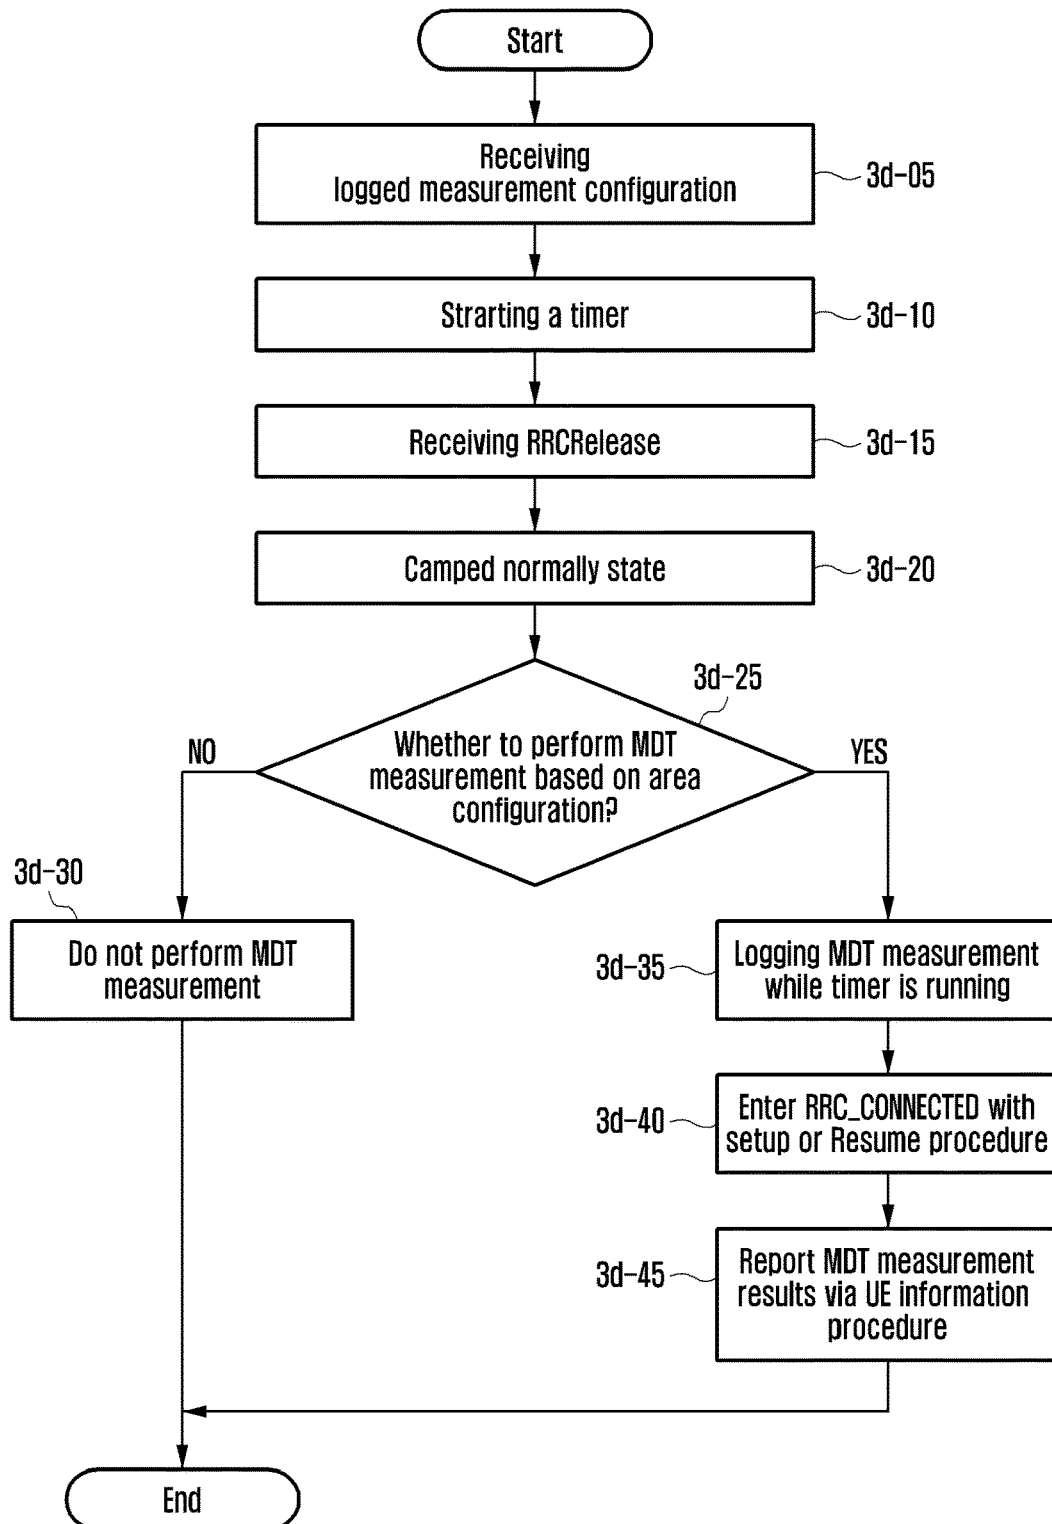 Start
Receiving
logged measurement configuration
3d-05
Strarting a timer
3d-10
Receiving RRCRelease
3d-15
Camped normally state
3d-20
3d-25
Whether to perform MDT
measurement based on area
configuration?
NO
YES
3d-30
Do not perform MDT
measurement
3d-35
Logging MDT measurement
while timer is running
3d-40
Enter RRC_CONNECTED with
setup or Resume procedure
3d-45
Report MDT measurement
results via UE information
procedure
End